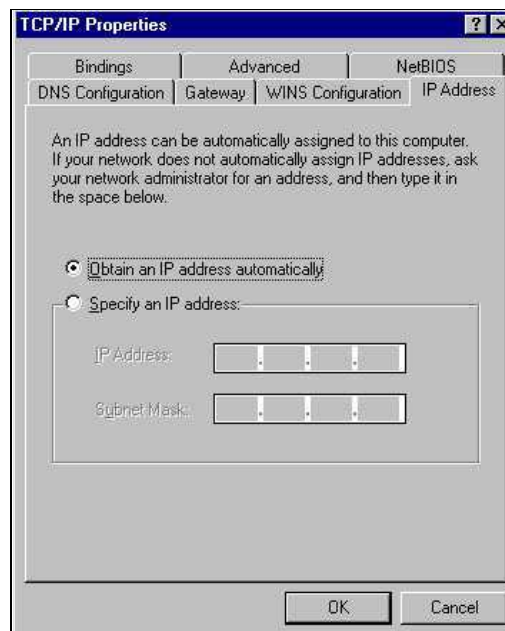 TCP/IP Properties
Bindings Advanced NetBIOS
DNS Configuration Gateway WINS Configuration IP Address
An IP address can be automatically assigned to this computer.
If your network does not automatically assign IP addresses, ask
your network administrator for an address, and then type it in
the space below.
Obtain an IP address automatically
Specify an IP address:
IP Address:
Subnet Mask:
OK Cancel